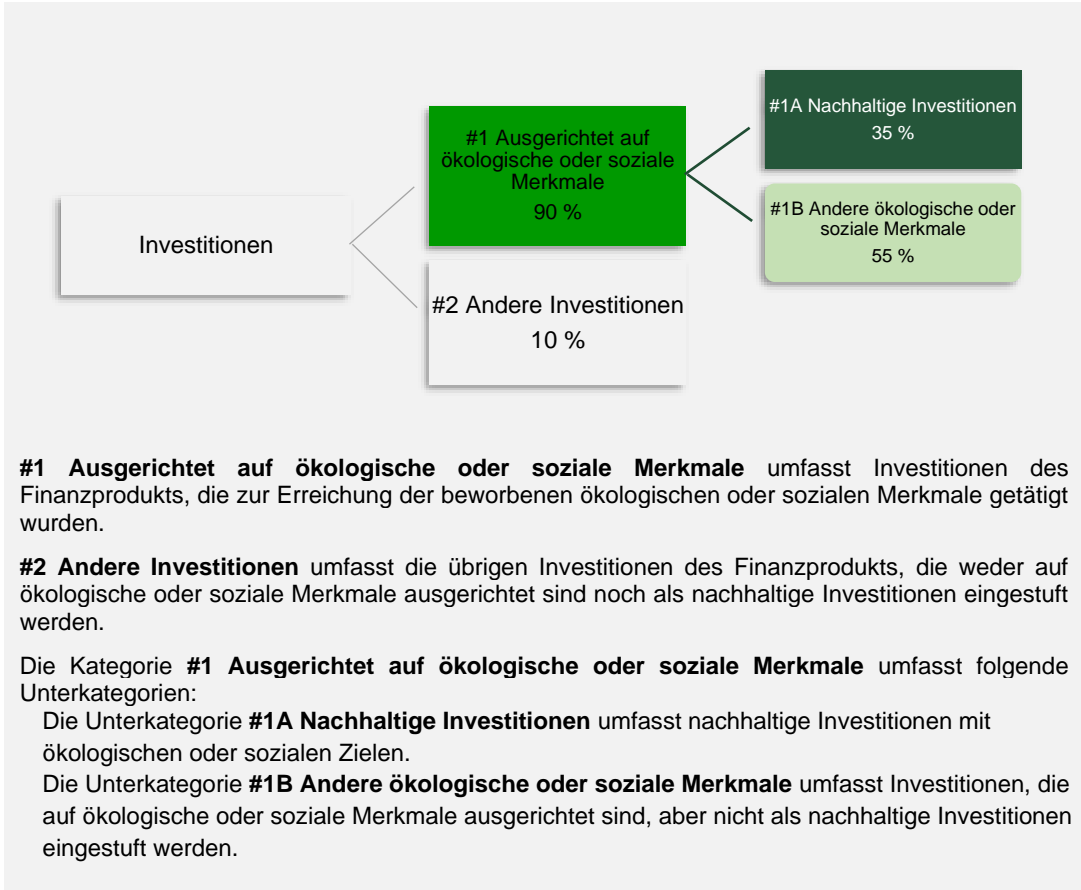 Investitionen
#1 Ausgerichtet auf
ökologische oder soziale
Merkmale
90 %
#1A Nachhaltige Investitionen
35 %
#1B Andere ökologische oder
soziale Merkmale
55 %
#2 Andere Investitionen
10 %
#1 Ausgerichtet auf ökologische oder soziale Merkmale umfasst Investitionen des
Finanzprodukts, die zur Erreichung der beworbenen ökologischen oder sozialen Merkmale getätigt
wurden.
#2 Andere Investitionen umfasst die übrigen Investitionen des Finanzprodukts, die weder auf
ökologische oder soziale Merkmale ausgerichtet sind noch als nachhaltige Investitionen eingestuft
werden.
Die Kategorie #1 Ausgerichtet auf ökologische oder soziale Merkmale umfasst folgende
Unterkategorien:
Die Unterkategorie #1A Nachhaltige Investitionen umfasst nachhaltige Investitionen mit
ökologischen oder sozialen Zielen.
Die Unterkategorie #1B Andere ökologische oder soziale Merkmale umfasst Investitionen, die
auf ökologische oder soziale Merkmale ausgerichtet sind, aber nicht als nachhaltige Investitionen
eingestuft werden.